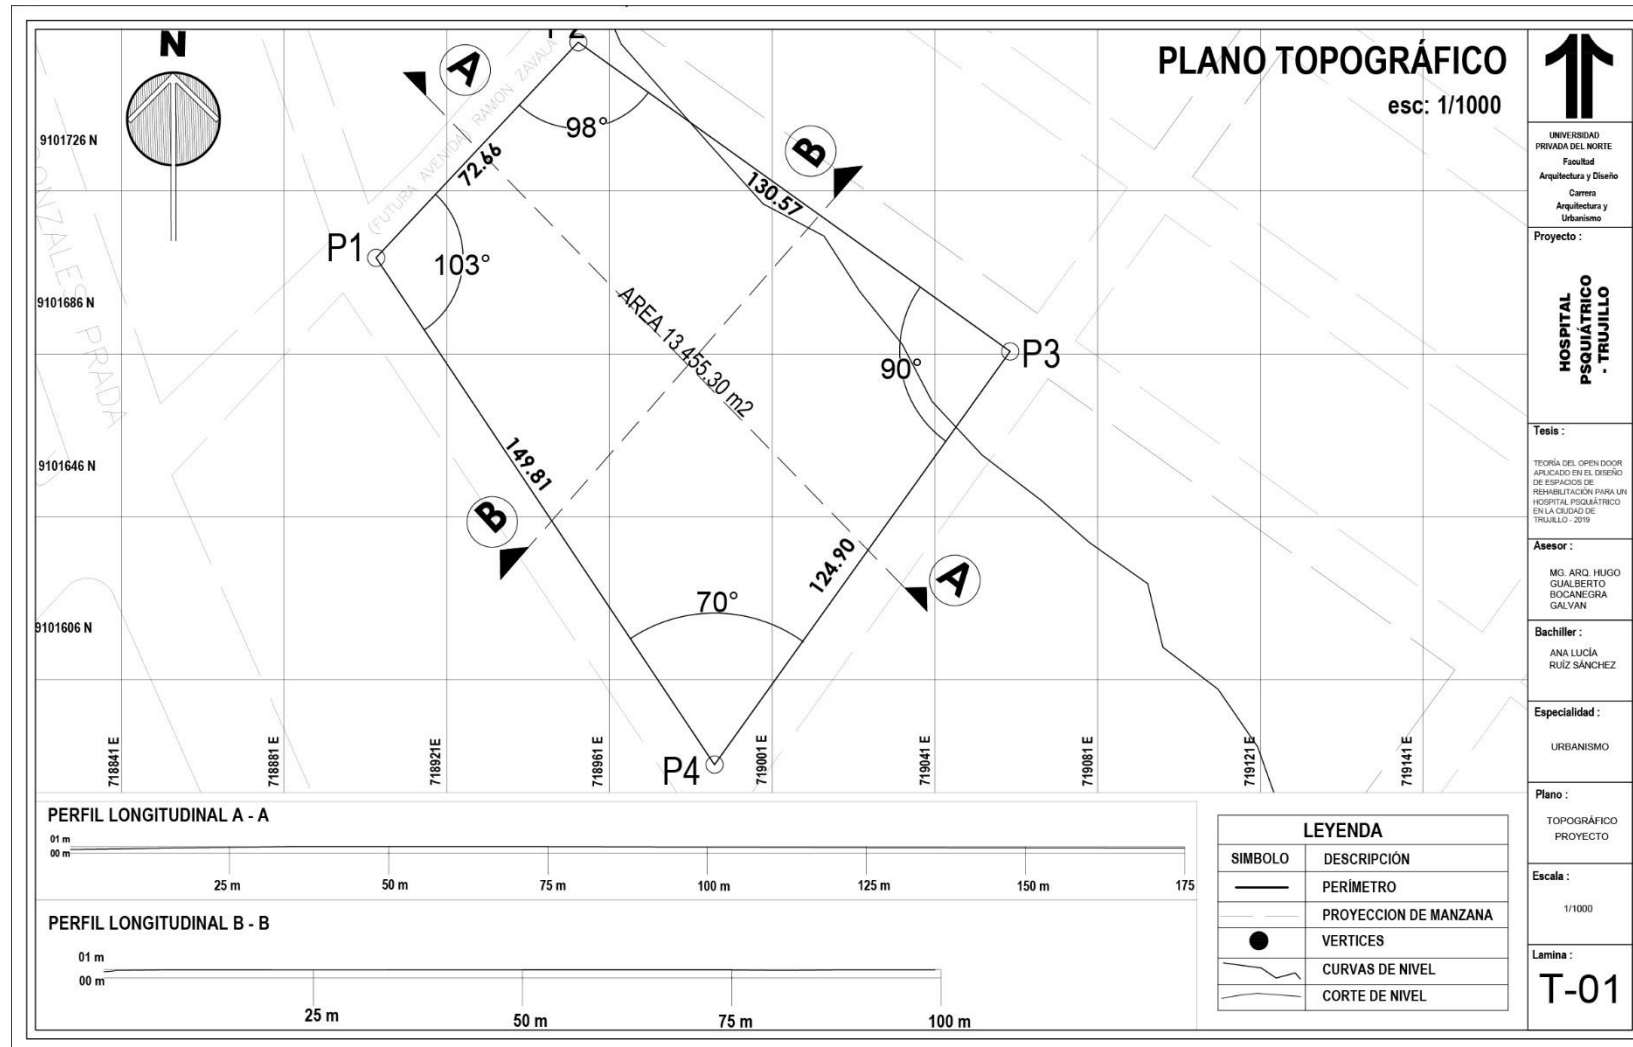 N
PLANO TOPOGRÁFICO
esc: 1/1000
P2
A
B
(FUTURA AVENIDA) RAMON ZAVALA
98°
72.66
130.57
P1
103°
9101726 N
9101686 N
9101646 N
9101606 N
GONZALES PRADA
AREA 13 455.30 m2
90°
P3
149.81
B
124.90
A
70°
P4
718841 E
718881 E
718921E
718961 E
719001 E
719041 E
719081 E
719121 E
719141 E
PERFIL LONGITUDINAL A - A
01 m
00 m
25 m
50 m
75 m
100 m
125 m
150 m
175
PERFIL LONGITUDINAL B - B
01 m
00 m
25 m
50 m
75 m
100 m
LEYENDA
SIMBOLO DESCRIPCIÓN
PERÍMETRO
PROYECCION DE MANZANA
VERTICES
CURVAS DE NIVEL
CORTE DE NIVEL
UNIVERSIDAD
PRIVADA DEL NORTE
Facultad
Arquitectura y Diseño
Carrera
Arquitectura y
Urbanismo
Proyecto :
HOSPITAL
PSQUIÁTRICO
- TRUJILLO
Tesis :
TEORÍA DEL OPEN DOOR
APLICADO EN EL DISEÑO
DE ESPACIOS DE
REHABILITACIÓN PARA UN
HOSPITAL PSQUIÁTRICO
EN LA CIUDAD DE
TRUJILLO - 2019
Asesor :
MG. ARQ. HUGO
GUALBERTO
BOCANEGRA
GALVAN
Bachiller :
ANA LUCÍA
RUÍZ SÁNCHEZ
Especialidad :
URBANISMO
Plano :
TOPOGRÁFICO
PROYECTO
Escala :
1/1000
Lamina :
T-01